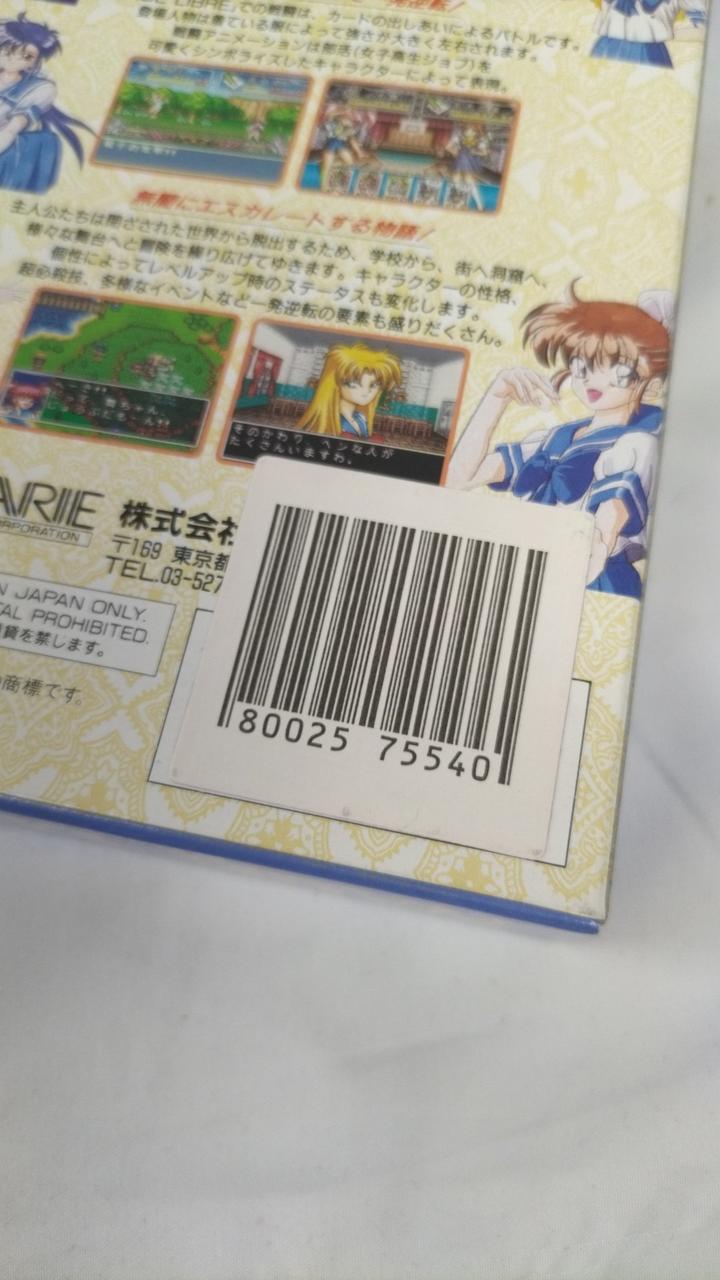 発逆転!
LIBRE」での戦闘は、カードの出しあいによるバトルです。
登場人物は着ている服によって強さが大きく左右されます。
戦闘アニメーションは部活(女子高生ジョブ)を
可愛くシンボライズしたキャラクターによって表現。
無限にエスカレートする物語!
主人公たちは閉ざされた世界から脱出するため、学校から、街へ洞窟へ、
様々な舞台へと冒険を繰り広げてゆきます。キャラクターの性格、
個性によってレベルアップ時のステータスも変化します。
超必殺技、多様なイベントなど一発逆転の要素も盛りだくさん。
そのかわり、ヘンな人が
たくさんいますわ。
ARIE
CORPORATION
株式会社
〒169 東京都
TEL.03-527
N JAPAN ONLY.
TAL PROHIBITED.
賃貸を禁じます。
の商標です。
80025 75540